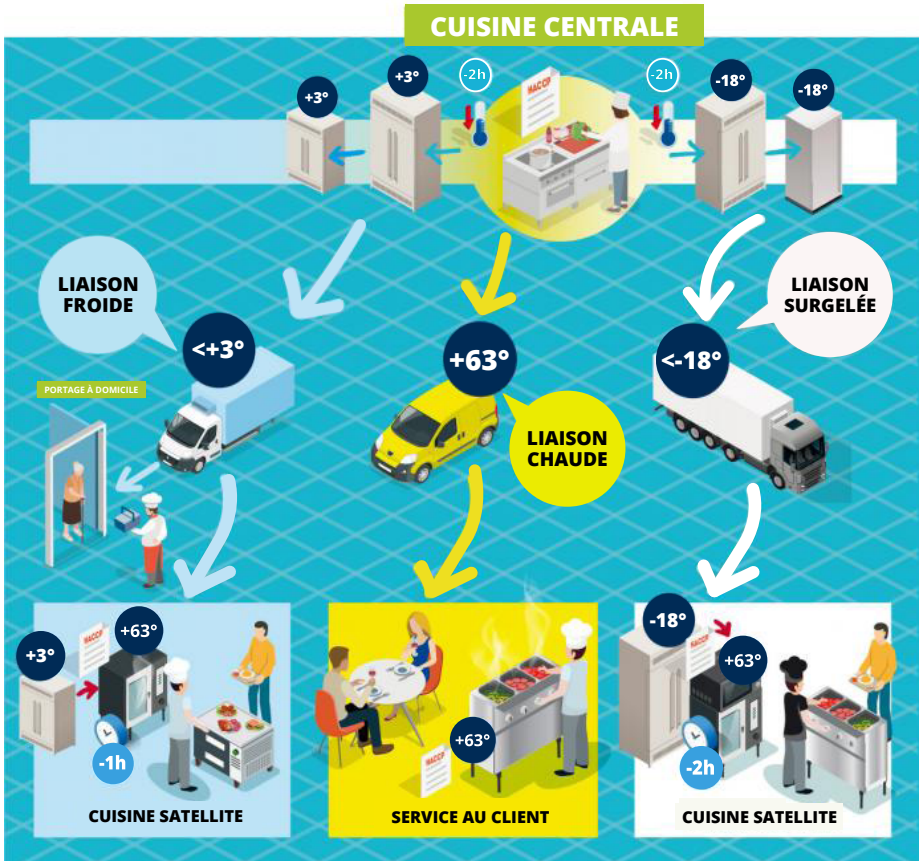 CUISINE CENTRALE
+3°
+3°
-2h
HACCP
-2h
-18°
-18°
LIAISON
FROIDE
LIAISON
SURGELÉE
<+3°
+63°
<-18°
PORTAGE À DOMICILE
LIAISON
CHAUDE
+3°
HACCP
+63°
-1h
CUISINE SATELLITE
HACCP
+63°
SERVICE AU CLIENT
-18°
HACCP
+63°
-2h
CUISINE SATELLITE